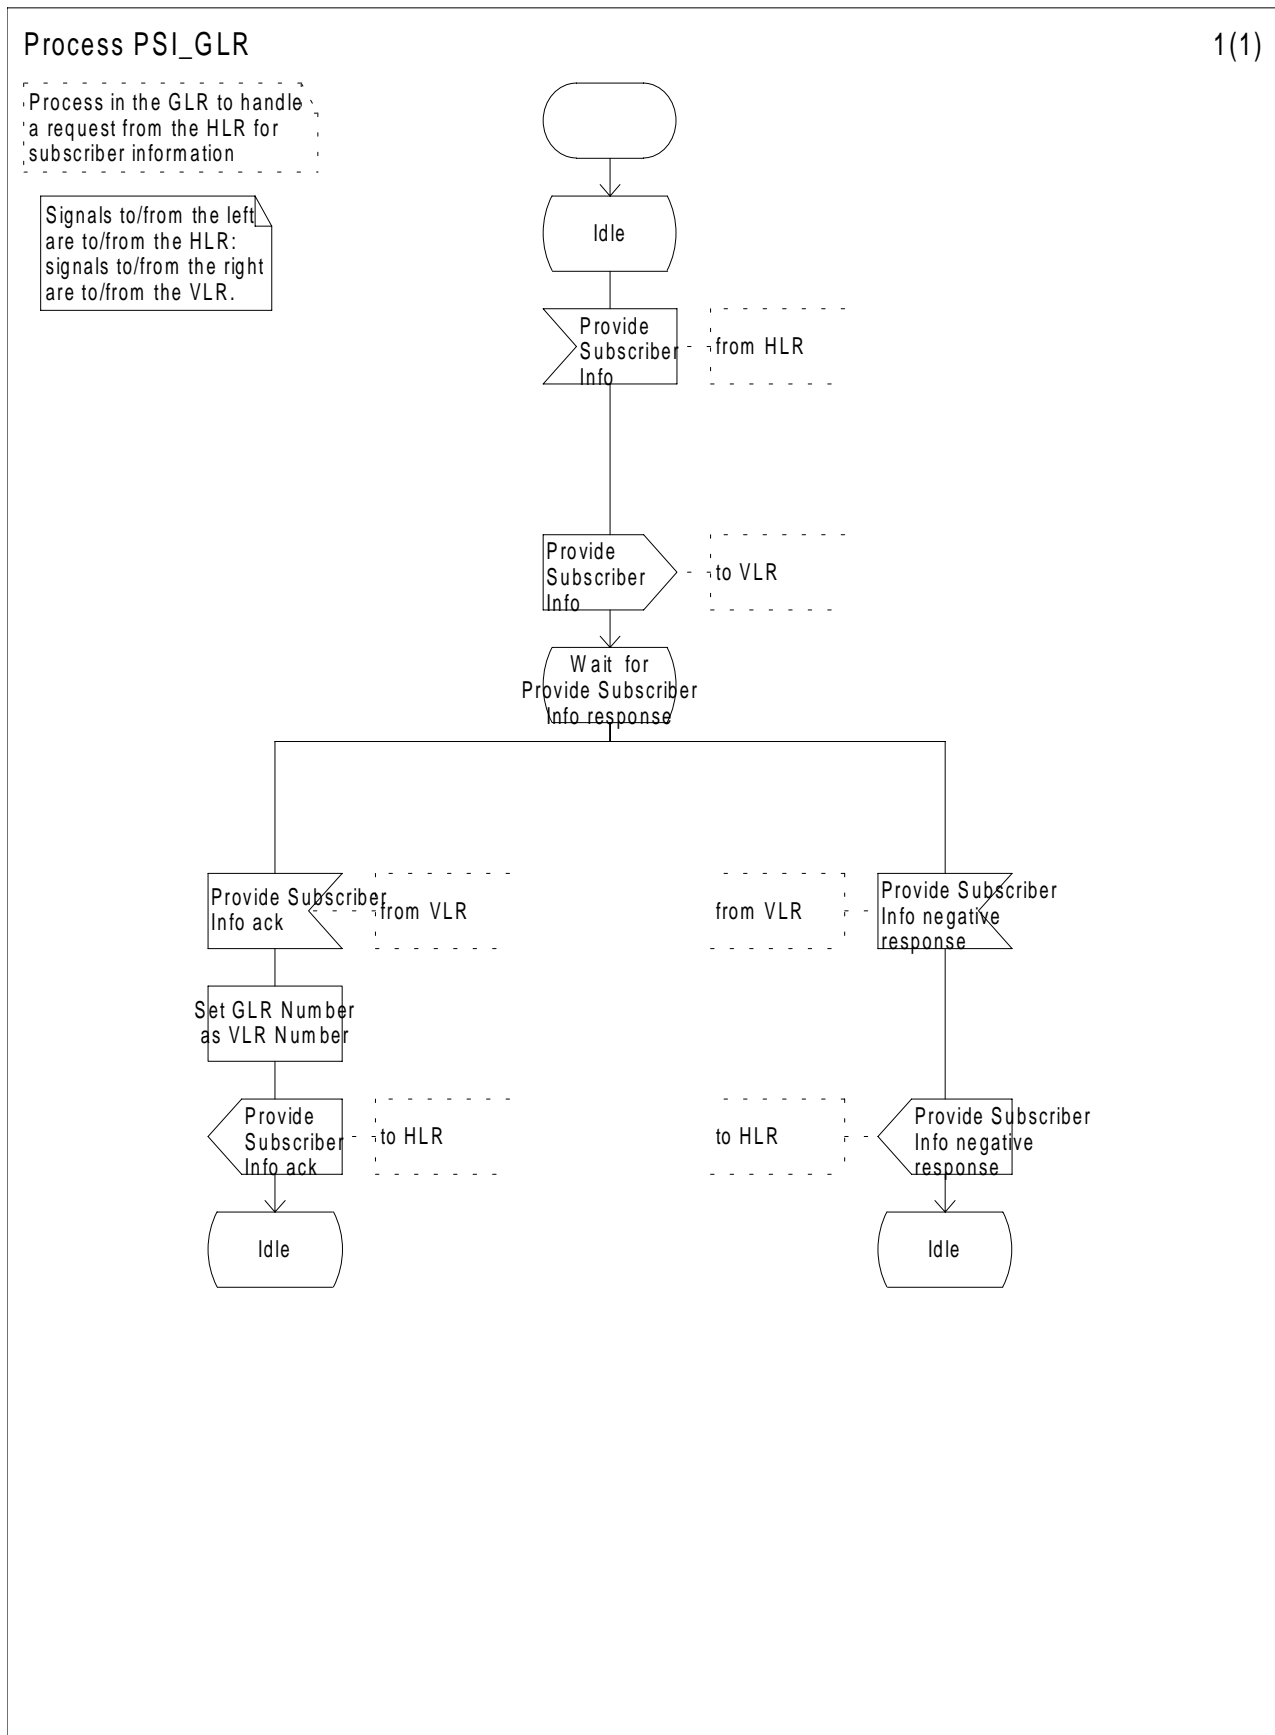 Process PSI_GLR
1(1)
Process in the GLR to handle
a request from the HLR for
subscriber information
Signals to/from the left
are to/from the HLR:
signals to/from the right
are to/from the VLR.
Idle
Provide
Subscriber
Info
from HLR
Provide
Subscriber
Info
to VLR
Wait for
Provide Subscriber
Info response
Provide Subscriber
Info ack
from VLR
from VLR
Provide Subscriber
Info negative
response
Set GLR Number
as VLR Number
Provide
Subscriber
Info ack
to HLR
to HLR
Provide Subscriber
Info negative
response
Idle
Idle